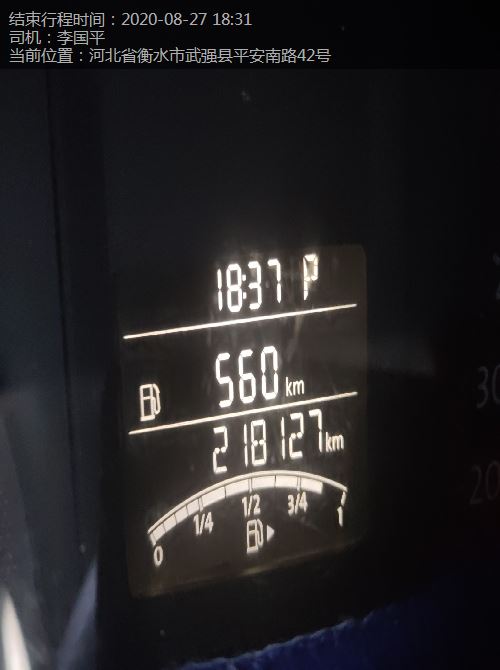 结束行程时间：2020-08-27 18:31
司机：李国平
当前位置：河北省衡水市武强县平安南路42号
18:37 P
560 km
218127km
0 1/4 1/2 3/4 1